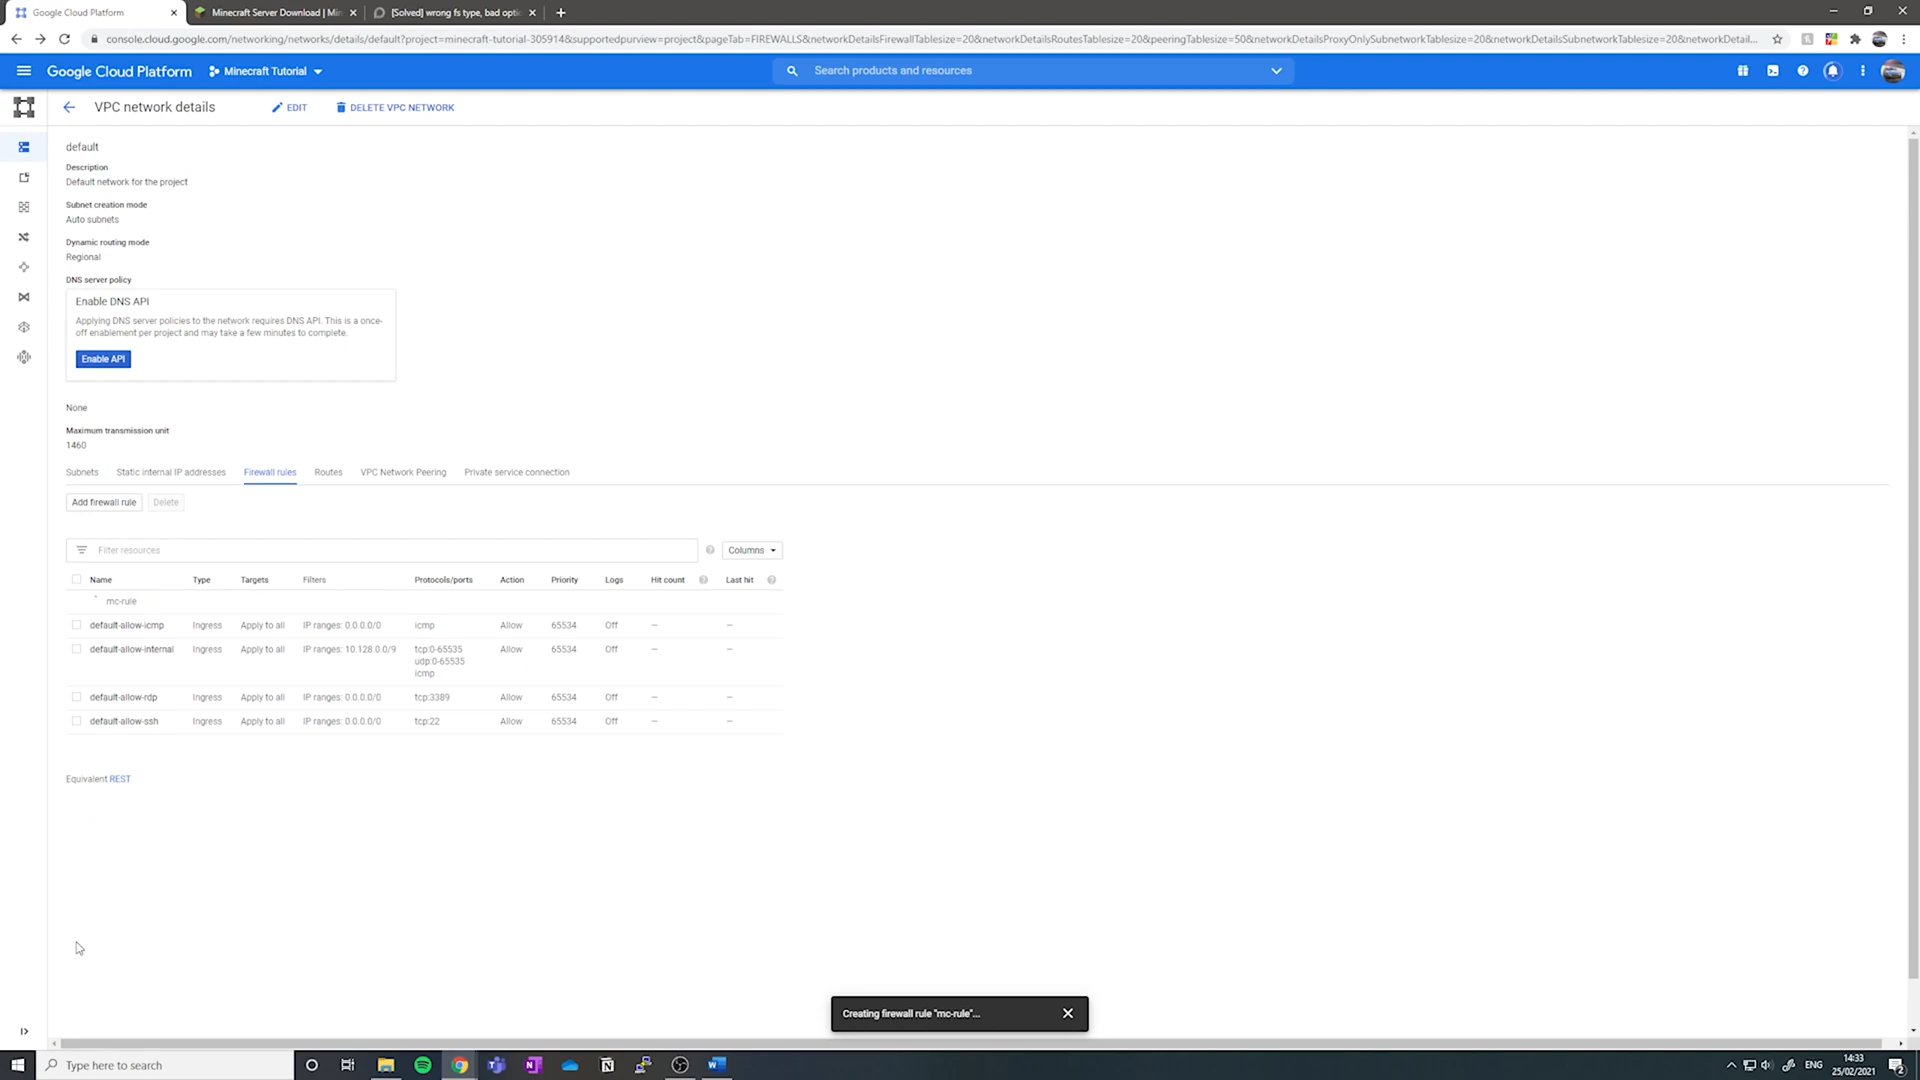 Google Cloud Platform
Minecraft Server Download | Min
[Solved] wrong fs type, bad optio
console.cloud.google.com/networking/networks/details/default?project=minecraft-tutorial-305914&supportedpurview=project&pageTab=FIREWALLS&networkDetailsFirewallTablesize=20&networkDetailsRoutesTablesize=20&peeringTablesize=50&networkDetailsProxyOnlySubnetworkTablesize=20&networkDetailsSubnetworkTablesize=20&networkDetail...
Google Cloud Platform
Minecraft Tutorial
Search products and resources
VPC network details
EDIT
DELETE VPC NETWORK
default
Description
Default network for the project
Subnet creation mode
Auto subnets
Dynamic routing mode
Regional
DNS server policy
Enable DNS API
Applying DNS server policies to the network requires DNS API. This is a once-
off enablement per project and may take a few minutes to complete.
Enable API
None
Maximum transmission unit
1460
Subnets Static internal IP addresses Firewall rules Routes VPC Network Peering Private service connection
Add firewall rule Delete
Filter resources Columns
Name Type Targets Filters Protocols/ports Action Priority Logs Hit count Last hit
mc-rule
default-allow-icmp Ingress Apply to all IP ranges: 0.0.0.0/0 icmp Allow 65534 Off — —
default-allow-internal Ingress Apply to all IP ranges: 10.128.0.0/9 tcp:0-65535 Allow 65534 Off — —
udp:0-65535
icmp
default-allow-rdp Ingress Apply to all IP ranges: 0.0.0.0/0 tcp:3389 Allow 65534 Off — —
default-allow-ssh Ingress Apply to all IP ranges: 0.0.0.0/0 tcp:22 Allow 65534 Off — —
Equivalent REST
Creating firewall rule "mc-rule"...
Type here to search
ENG
14:33
25/02/2021
2